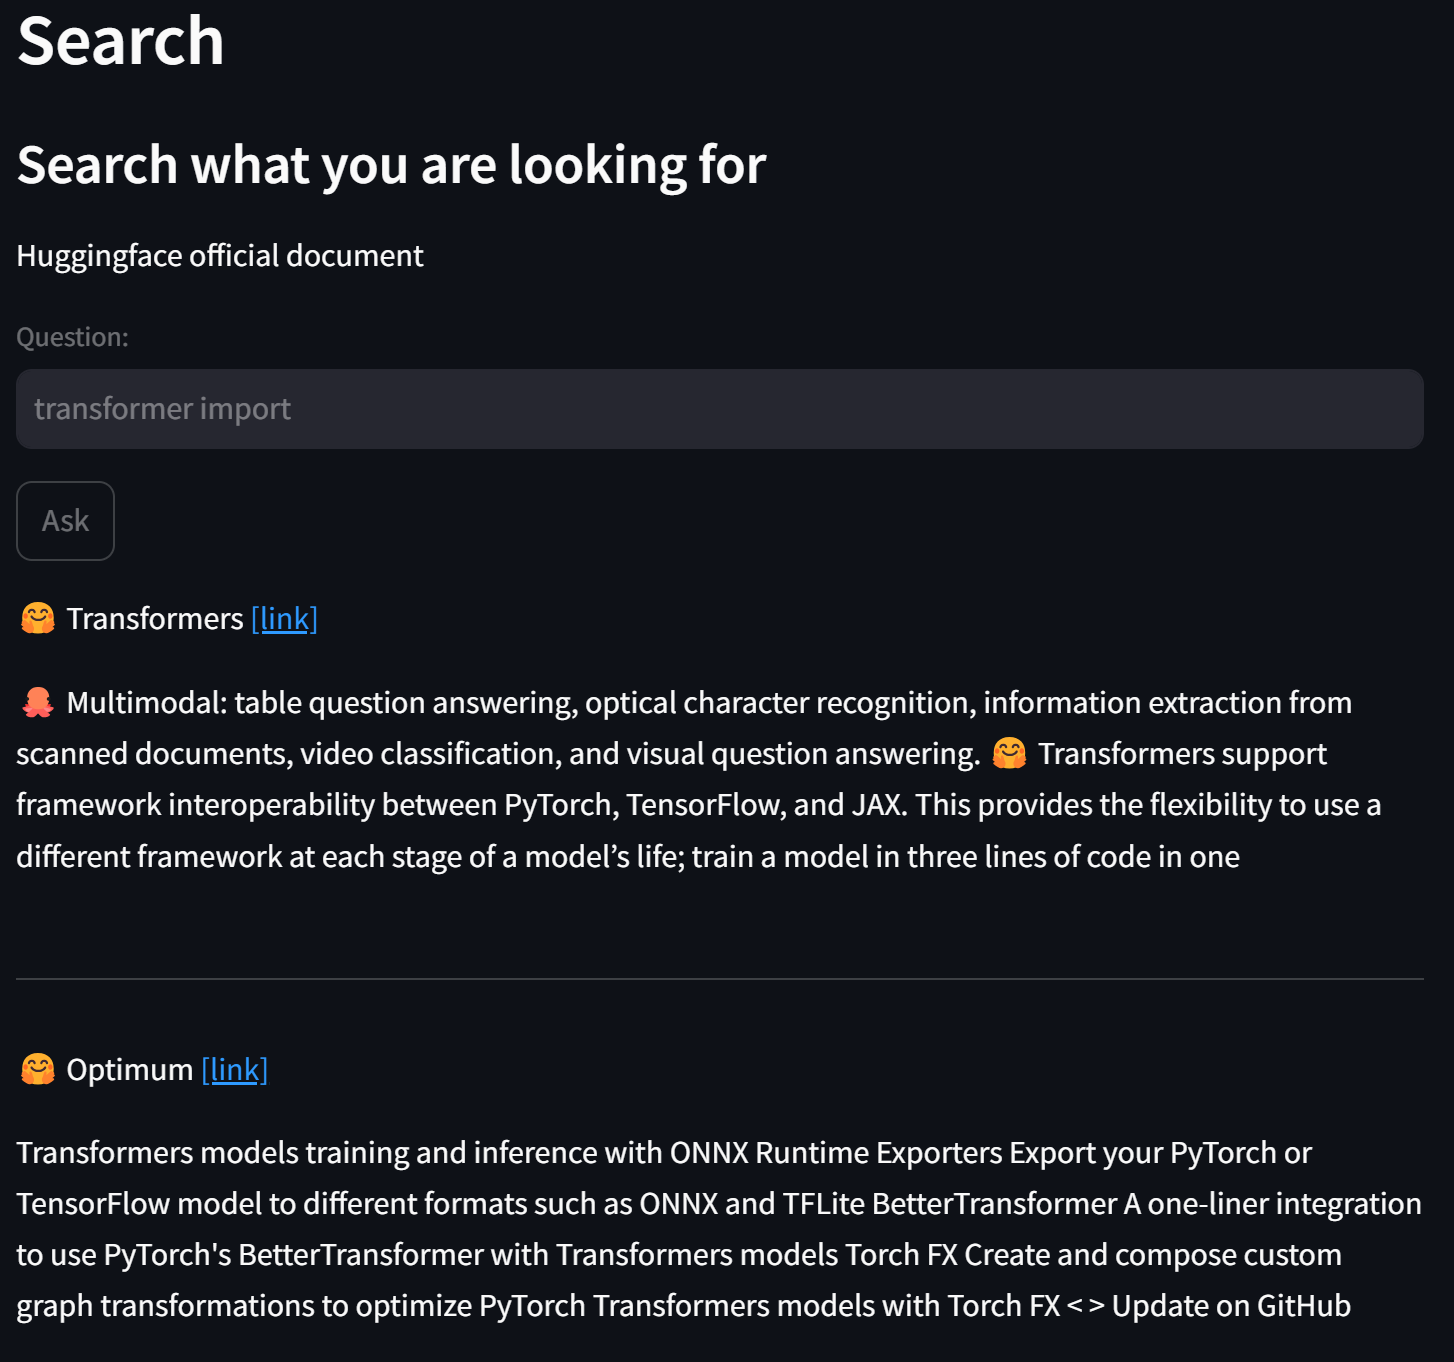 Search
Search what you are looking for
Huggingface official document
Question:
transformer import
Ask
🤗 Transformers [link]
🐙 Multimodal: table question answering, optical character recognition, information extraction from
scanned documents, video classification, and visual question answering. 🤗 Transformers support
framework interoperability between PyTorch, TensorFlow, and JAX. This provides the flexibility to use a
different framework at each stage of a model’s life; train a model in three lines of code in one
🤗 Optimum [link]
Transformers models training and inference with ONNX Runtime Exporters Export your PyTorch or
TensorFlow model to different formats such as ONNX and TFLite BetterTransformer A one-liner integration
to use PyTorch's BetterTransformer with Transformers models Torch FX Create and compose custom
graph transformations to optimize PyTorch Transformers models with Torch FX < > Update on GitHub